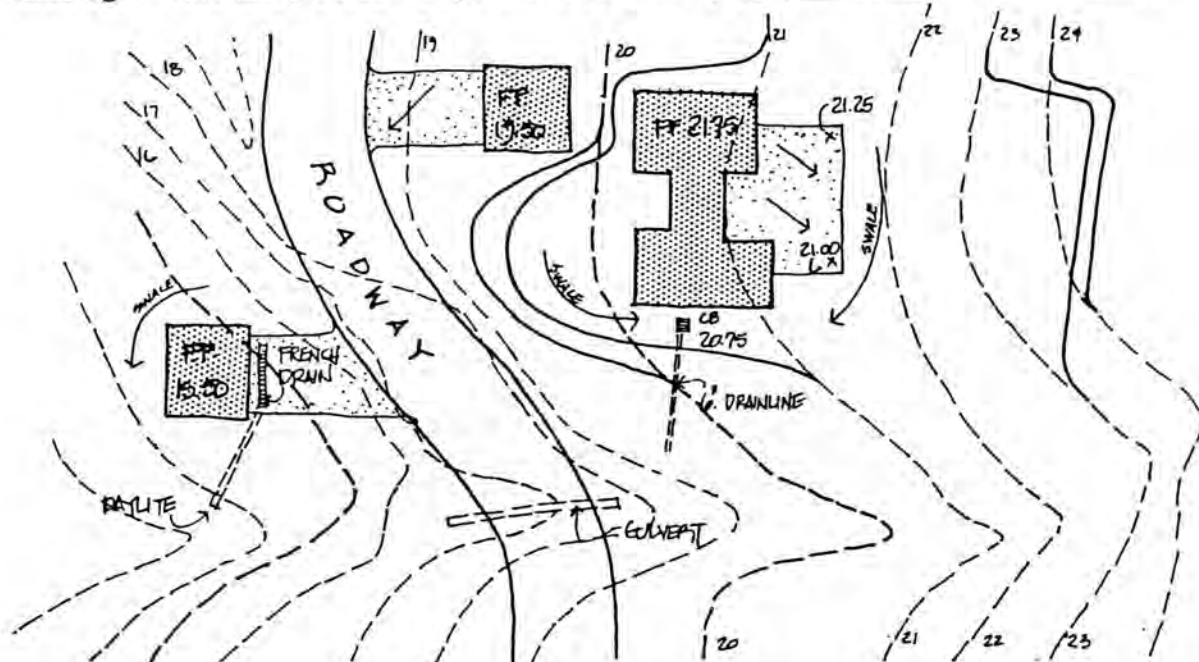 18
17
16
19
20
21
22
23
24
FF
19.50
FF 21.75
21.25
21.00
ROADWAY
SWALE
SWALE
SWALE
CB
20.75
FF
15.50
FRENCH
DRAIN
6" DRAINLINE
DAYLITE
CULVERT
20
21
22
23